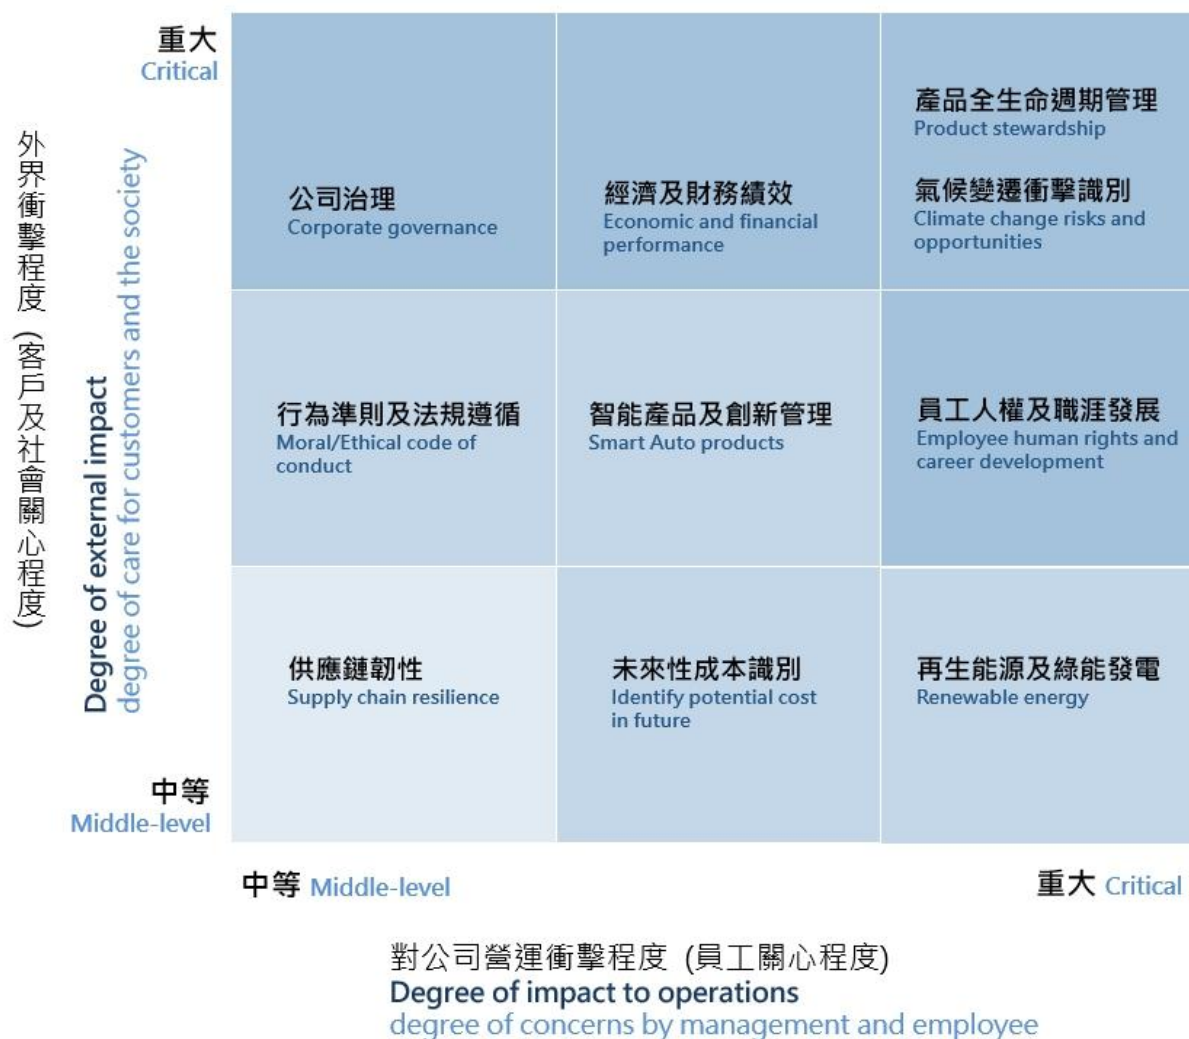 重大
Critical
外界衝擊程度 (客戶及社會關心程度)
Degree of external impact
degree of care for customers and the society
公司治理
Corporate governance
經濟及財務績效
Economic and financial
performance
產品全生命週期管理
Product stewardship
氣候變遷衝擊識別
Climate change risks and
opportunities
行為準則及法規遵循
Moral/Ethical code of
conduct
智能產品及創新管理
Smart Auto products
員工人權及職涯發展
Employee human rights and
career development
供應鏈韌性
Supply chain resilience
未來性成本識別
Identify potential cost
in future
再生能源及綠能發電
Renewable energy
中等
Middle-level
中等 Middle-level
重大 Critical
對公司營運衝擊程度 (員工關心程度)
Degree of impact to operations
degree of concerns by management and employee